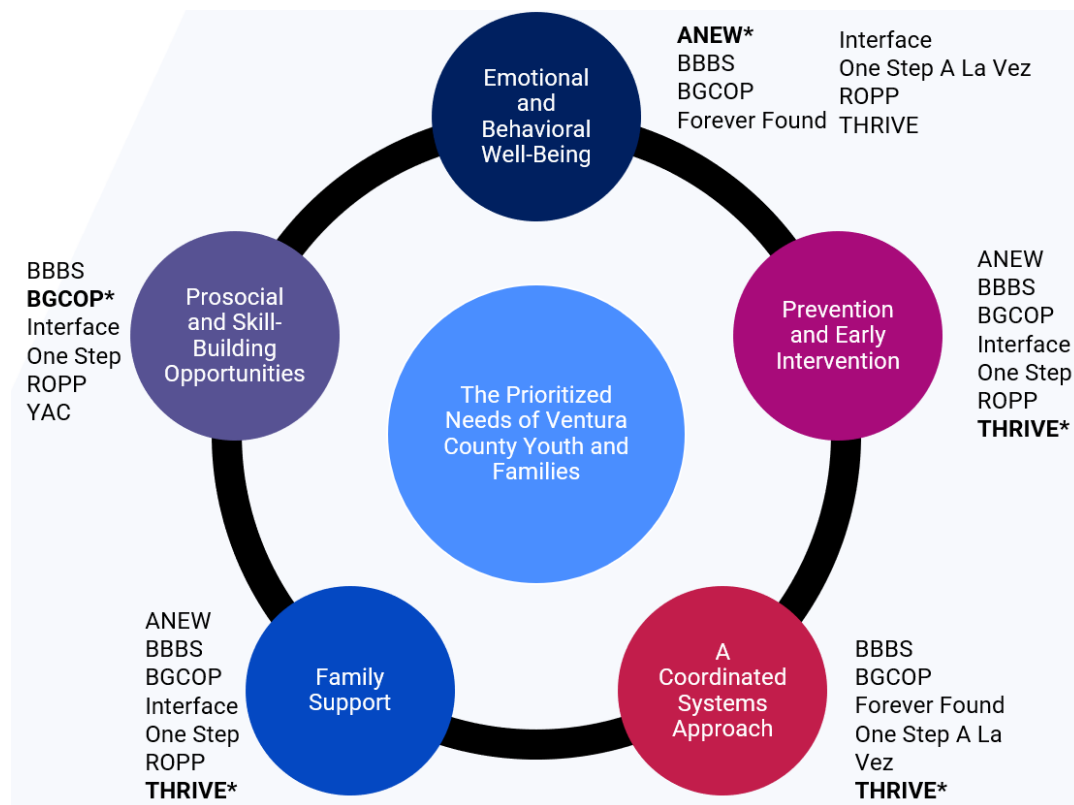 Emotional
and
Behavioral
Well-Being
ANEW*
BBBS
BGCOP
Forever Found
Interface
One Step A La Vez
ROPP
THRIVE
Prevention
and Early
Intervention
ANEW
BBBS
BGCOP
Interface
One Step
ROPP
THRIVE*
A
Coordinated
Systems
Approach
BBBS
BGCOP
Forever Found
One Step A La
Vez
THRIVE*
Family
Support
ANEW
BBBS
BGCOP
Interface
One Step
ROPP
THRIVE*
Prosocial
and Skill-
Building
Opportunities
BBBS
BGCOP*
Interface
One Step
ROPP
YAC
The Prioritized
Needs of Ventura
County Youth and
Families